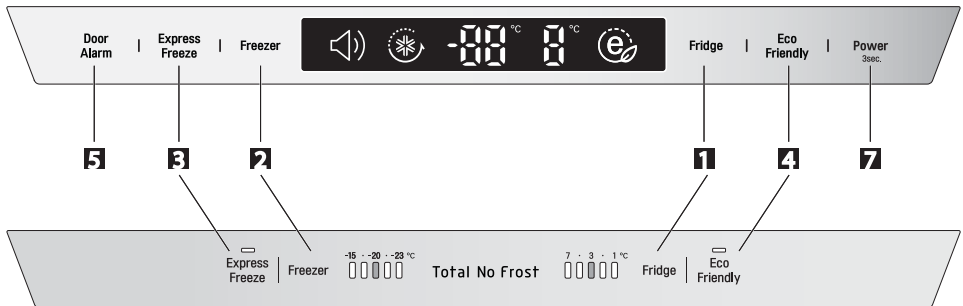 Door Alarm | Express Freeze | Freezer -88 °C 8 °C e Fridge | Eco Friendly | Power 3sec.
5 3 2 1 4 7
-15 · -20 · -23 °C 7 · 3 · 1 °C
Express Freeze | Freezer Total No Frost Fridge | Eco Friendly